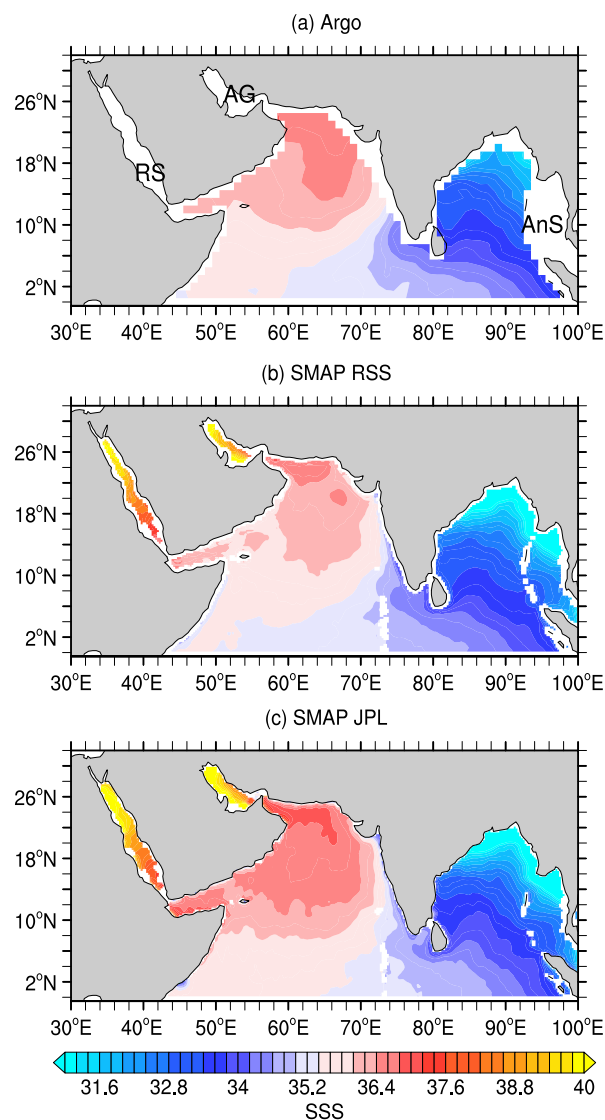 (a) Argo
26°N
18°N
10°N
2°N
AG
RS
AnS
30°E 40°E 50°E 60°E 70°E 80°E 90°E 100°E
(b) SMAP RSS
26°N
18°N
10°N
2°N
30°E 40°E 50°E 60°E 70°E 80°E 90°E 100°E
(c) SMAP JPL
26°N
18°N
10°N
2°N
30°E 40°E 50°E 60°E 70°E 80°E 90°E 100°E
31.6 32.8 34 35.2 36.4 37.6 38.8 40
SSS